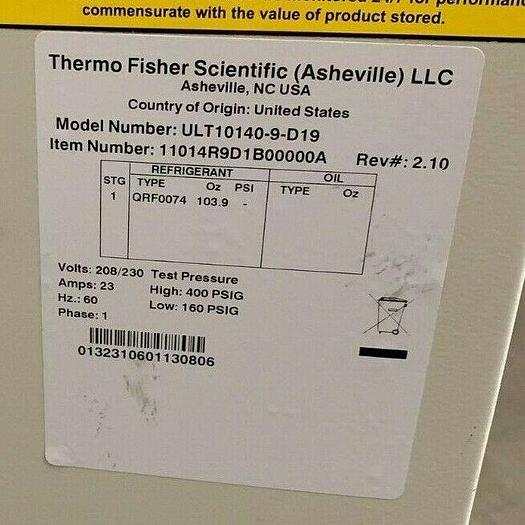 commensurate with the value of product stored.
Thermo Fisher Scientific (Asheville) LLC
Asheville, NC USA
Country of Origin: United States
Model Number: ULT10140-9-D19
Item Number: 11014R9D1B00000A Rev#: 2.10
REFRIGERANT OIL
STG TYPE Oz PSI TYPE Oz
1 QRF0074 103.9 -
Volts: 208/230 Test Pressure
Amps: 23 High: 400 PSIG
Hz.: 60 Low: 160 PSIG
Phase: 1
0132310601130806